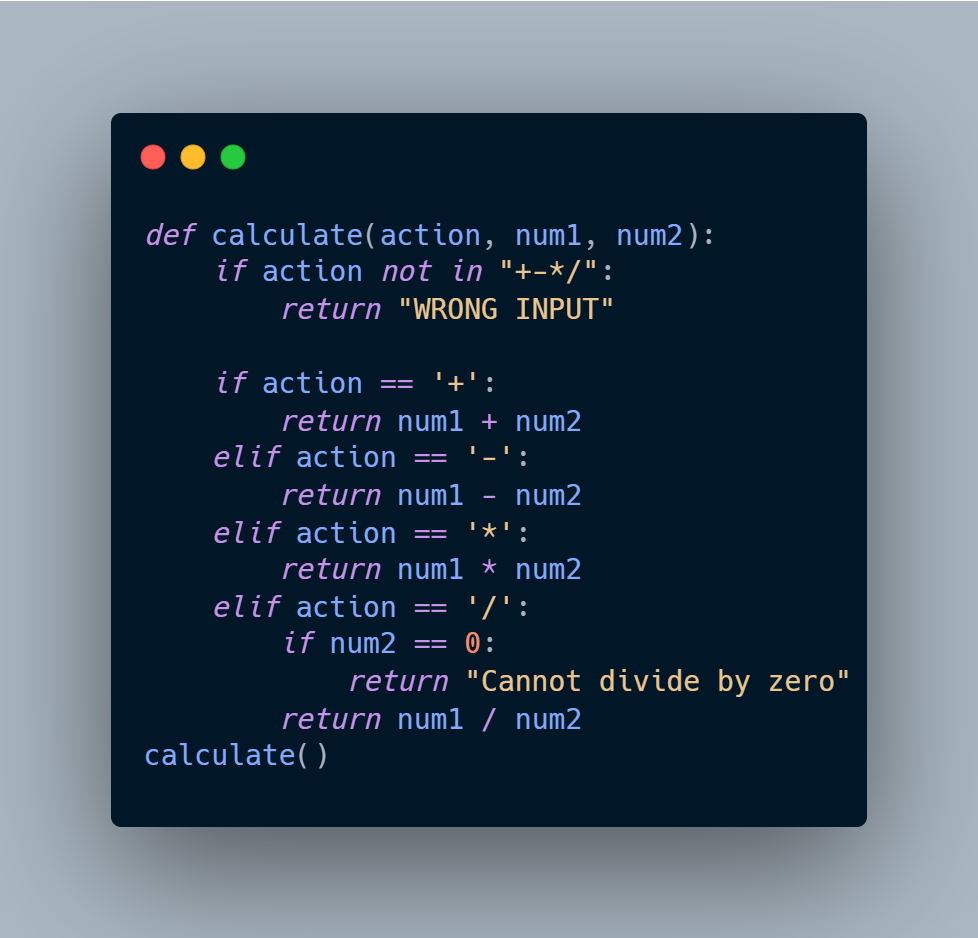 def calculate(action, num1, num2):
    if action not in "+-*/":
        return "WRONG INPUT"

    if action == '+':
        return num1 + num2
    elif action == '-':
        return num1 - num2
    elif action == '*':
        return num1 * num2
    elif action == '/':
        if num2 == 0:
            return "Cannot divide by zero"
        return num1 / num2
calculate()